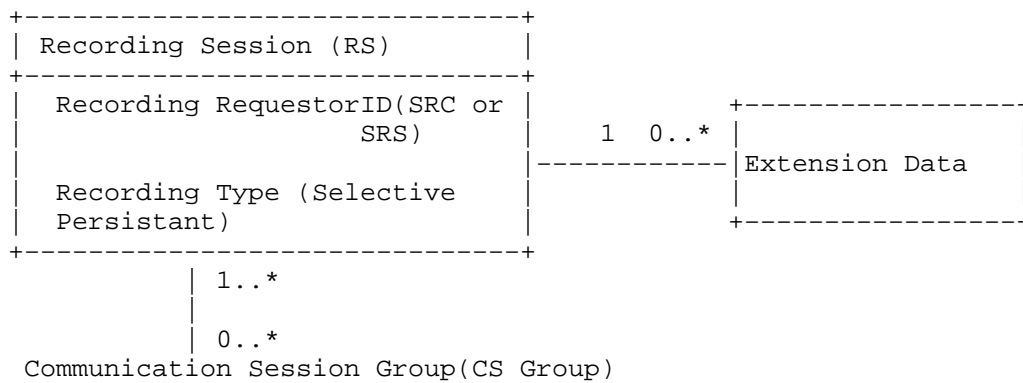 Recording Session (RS)
Recording RequestorID(SRC or
SRS) 1 0..*
Extension Data
Recording Type (Selective
Persistant)
1..*
0..*
Communication Session Group(CS Group)